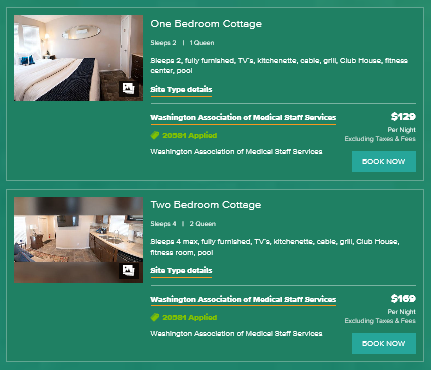 One Bedroom Cottage
Sleeps 2 | 1 Queen
Sleeps 2, fully furnished, TV's, kitchenette, cable, grill, Club House, fitness
center, pool
Site Type details
Washington Association of Medical Staff Services
$129
20581 Applied
Per Night
Excluding Taxes & Fees
Washington Association of Medical Staff Services
BOOK NOW
Two Bedroom Cottage
Sleeps 4 | 2 Queen
Sleeps 4 max, fully furnished, TV's, kitchenette, cable, grill, Club House,
fitness room, pool
Site Type details
Washington Association of Medical Staff Services
$169
20581 Applied
Per Night
Excluding Taxes & Fees
Washington Association of Medical Staff Services
BOOK NOW